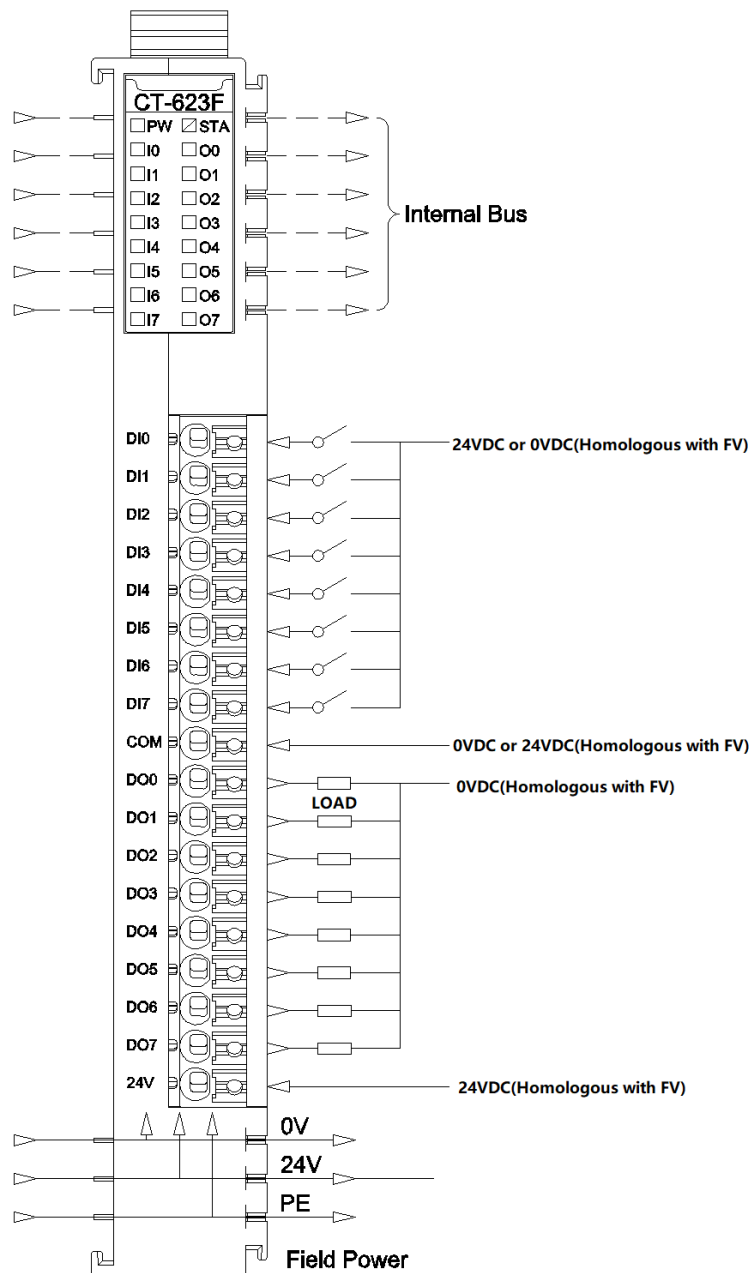 CT-623F
PW STA
I0 O0
I1 O1
I2 O2
I3 O3
I4 O4
I5 O5
I6 O6
I7 O7
Internal Bus
DI0 24VDC or 0VDC(Homologous with FV)
DI1
DI2
DI3
DI4
DI5
DI6
DI7
COM 0VDC or 24VDC(Homologous with FV)
DO0 0VDC(Homologous with FV)
LOAD
DO1
DO2
DO3
DO4
DO5
DO6
DO7
24V 24VDC(Homologous with FV)
0V
24V
PE
Field Power